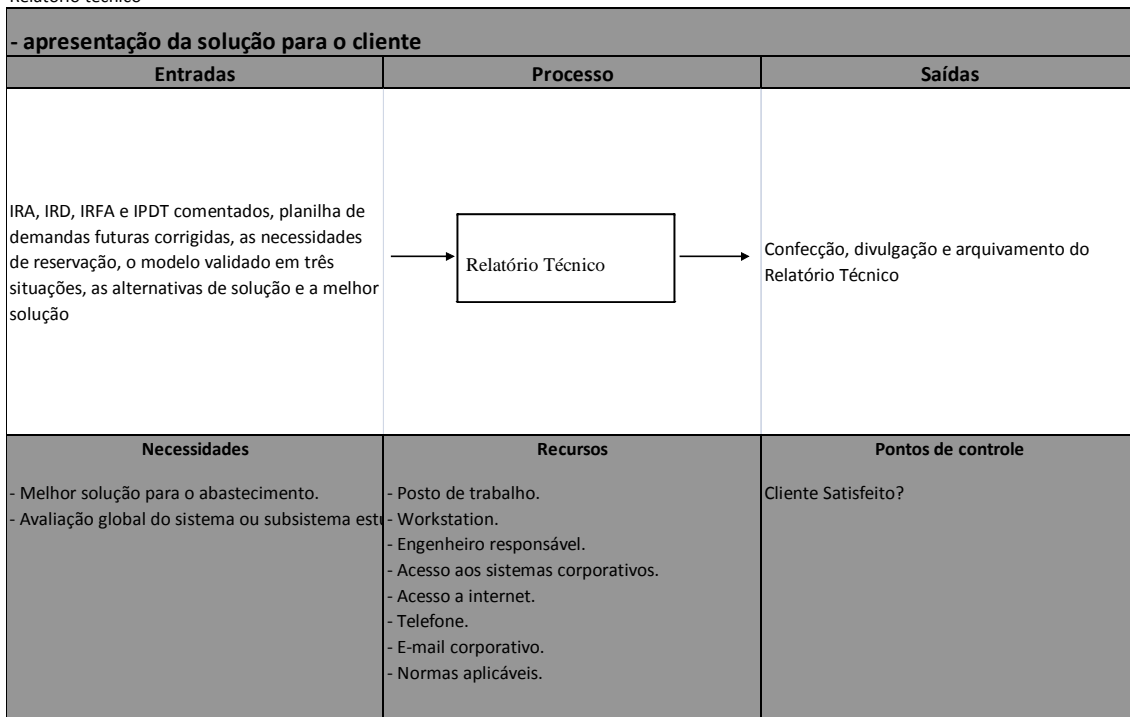 Relatório técnico
- apresentação da solução para o cliente
Entradas
Processo
Saídas
IRA, IRD, IRFA e IPDT comentados, planilha de
demandas futuras corrigidas, as necessidades
de reservação, o modelo validado em três
situações, as alternativas de solução e a melhor
solução
Relatório Técnico
Confecção, divulgação e arquivamento do
Relatório Técnico
Necessidades
- Melhor solução para o abastecimento.
- Avaliação global do sistema ou subsistema
Recursos
- Posto de trabalho.
- Workstation.
- Engenheiro responsável.
- Acesso aos sistemas corporativos.
- Acesso a internet.
- Telefone.
- E-mail corporativo.
- Normas aplicáveis.
Pontos de controle
Cliente Satisfeito?